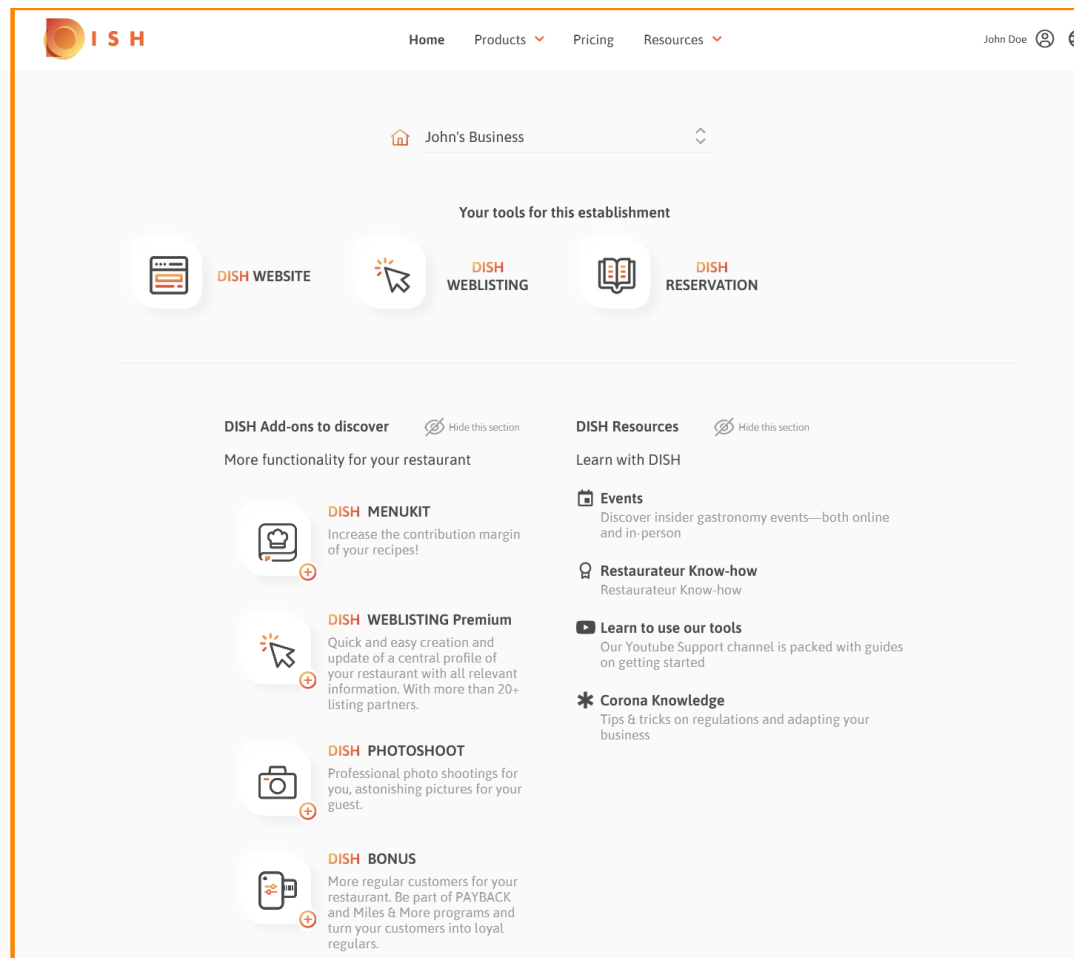 DISH
Home Products Pricing Resources
John Doe
John's Business
Your tools for this establishment
DISH WEBSITE
DISH
WEBLISTING
DISH
RESERVATION
DISH Add-ons to discover
Hide this section
More functionality for your restaurant
DISH MENUKIT
Increase the contribution margin
of your recipes!
DISH WEBLISTING Premium
Quick and easy creation and
update of a central profile of
your restaurant with all relevant
information. With more than 20+
listing partners.
DISH PHOTOSHOOT
Professional photo shootings for
you, astonishing pictures for your
guest.
DISH BONUS
More regular customers for your
restaurant. Be part of PAYBACK
and Miles & More programs and
turn your customers into loyal
regulars.
DISH Resources
Hide this section
Learn with DISH
Events
Discover insider gastronomy events—both online
and in-person
Restaurateur Know-how
Restaurateur Know-how
Learn to use our tools
Our Youtube Support channel is packed with guides
on getting started
Corona Knowledge
Tips & tricks on regulations and adapting your
business